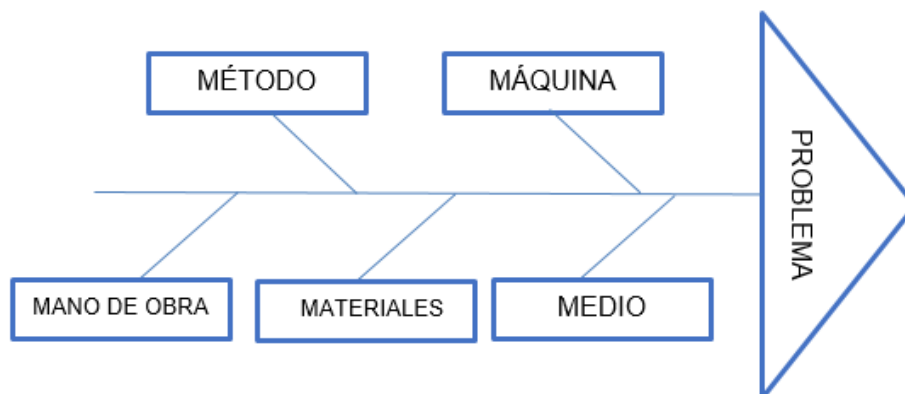 MÉTODO
MÁQUINA
PROBLEMA
MANO DE OBRA
MATERIALES
MEDIO